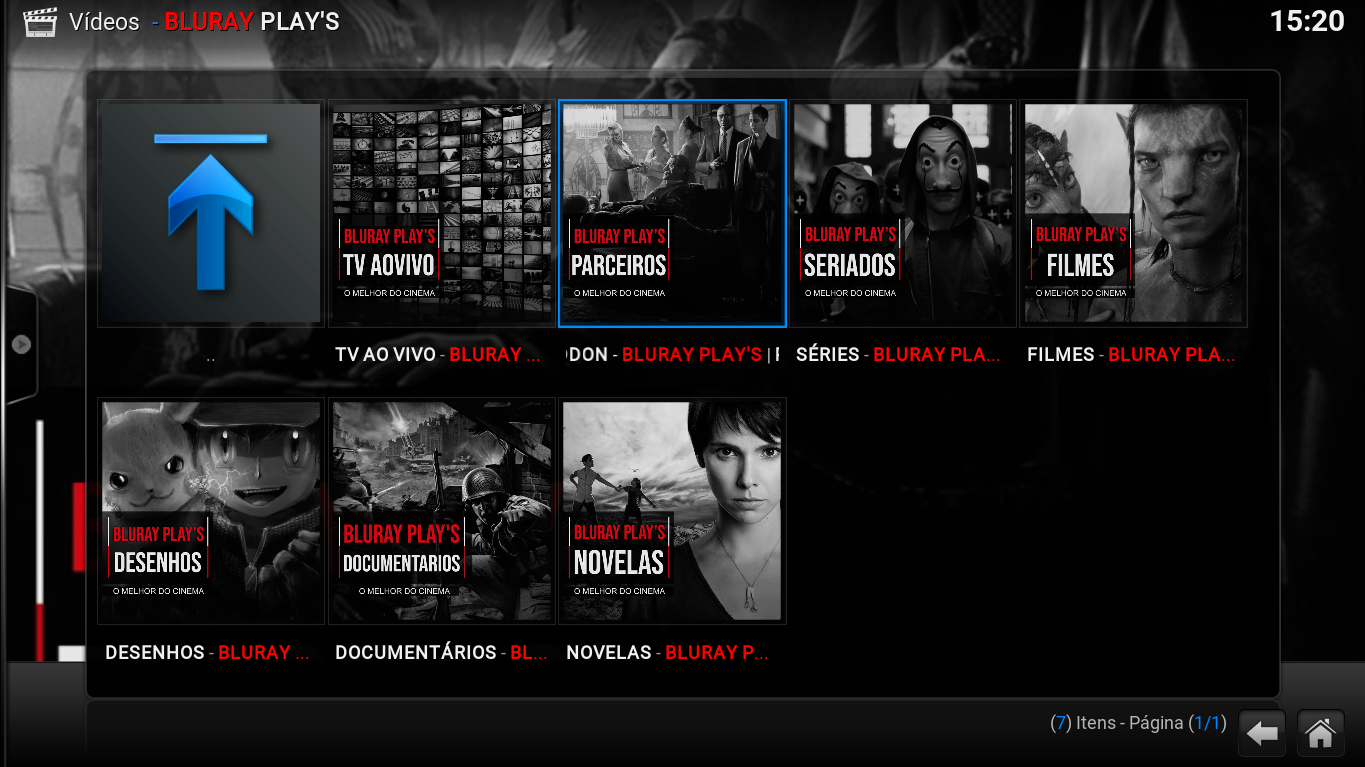 Vídeos - BLURAY PLAY'S
15:20
BLURAY PLAY'S
TV AOVIVO
O MELHOR DO CINEMA
BLURAY PLAY'S
PARCEIROS
O MELHOR DO CINEMA
BLURAY PLAY'S
SERIADOS
O MELHOR DO CINEMA
BLURAY PLAY'S
FILMES
O MELHOR DO CINEMA
..
TV AO VIVO - BLURAY ...
DON - BLURAY PLAY'S |
SÉRIES - BLURAY PLA...
FILMES - BLURAY PLA...
BLURAY PLAY'S
DESENHOS
O MELHOR DO CINEMA
BLURAY PLAY'S
DOCUMENTARIOS
O MELHOR DO CINEMA
BLURAY PLAY'S
NOVELAS
O MELHOR DO CINEMA
DESENHOS - BLURAY ...
DOCUMENTÁRIOS - BL...
NOVELAS - BLURAY P...
(7) Itens - Página (1/1)